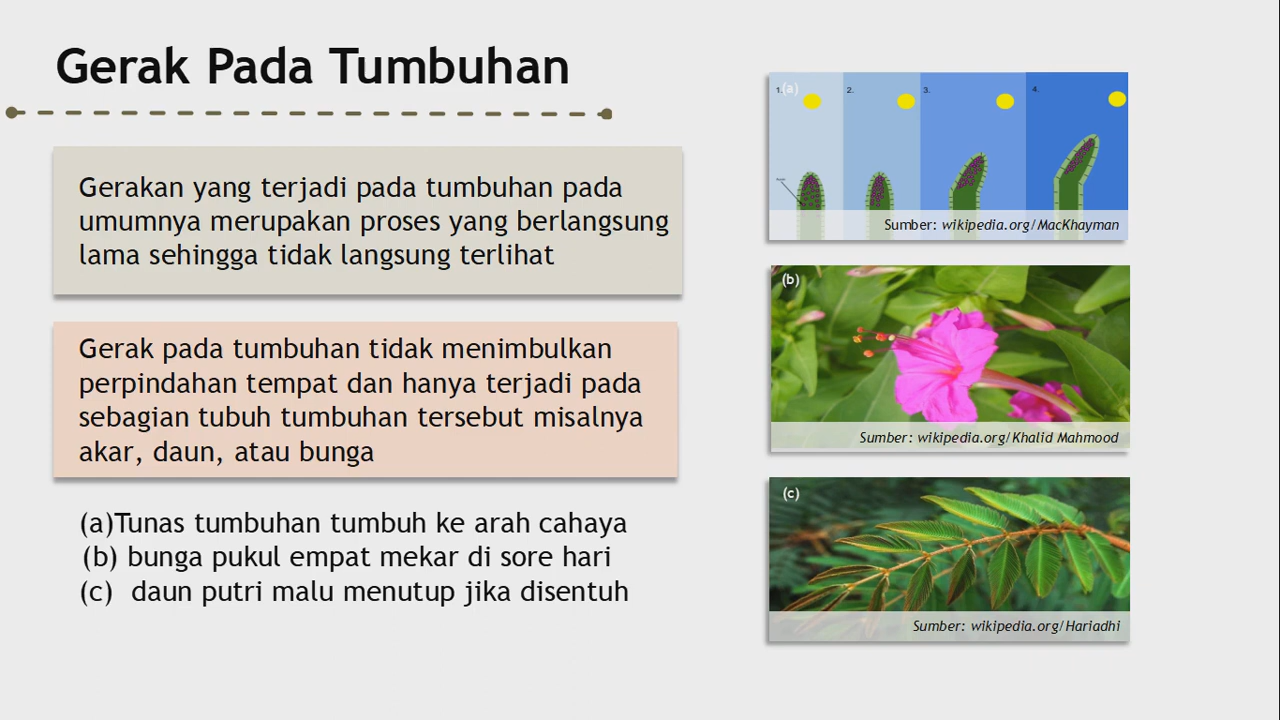 Gerak Pada Tumbuhan
Gerakan yang terjadi pada tumbuhan pada
umumnya merupakan proses yang berlangsung
lama sehingga tidak langsung terlihat
Gerak pada tumbuhan tidak menimbulkan
perpindahan tempat dan hanya terjadi pada
sebagian tubuh tumbuhan tersebut misalnya
akar, daun, atau bunga
(a)Tunas tumbuhan tumbuh ke arah cahaya
(b) bunga pukul empat mekar di sore hari
(c) daun putri malu menutup jika disentuh
1. (a) 2. 3. 4.
Sumber: wikipedia.org/MacKhayman
(b)
Sumber: wikipedia.org/Khalid Mahmood
(c)
Sumber: wikipedia.org/Hariadhi